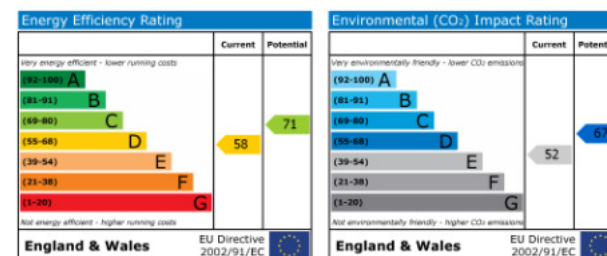 Energy Efficiency Rating
Current Potential
Very energy efficient - lower running costs
(92-100) A
(81-91) B
(69-80) C
(55-68) D
(39-54) E
(21-38) F
(1-20) G
58
71
Not energy efficient - higher running costs
England & Wales
EU Directive
2002/91/EC
Environmental (CO₂) Impact Rating
Current Potent
Very environmentally friendly - lower CO₂ emissions
(92-100) A
(81-91) B
(69-80) C
(55-68) D
(39-54) E
(21-38) F
(1-20) G
52
67
Not environmentally friendly - higher CO₂ emissions
England & Wales
EU Directive
2002/91/EC